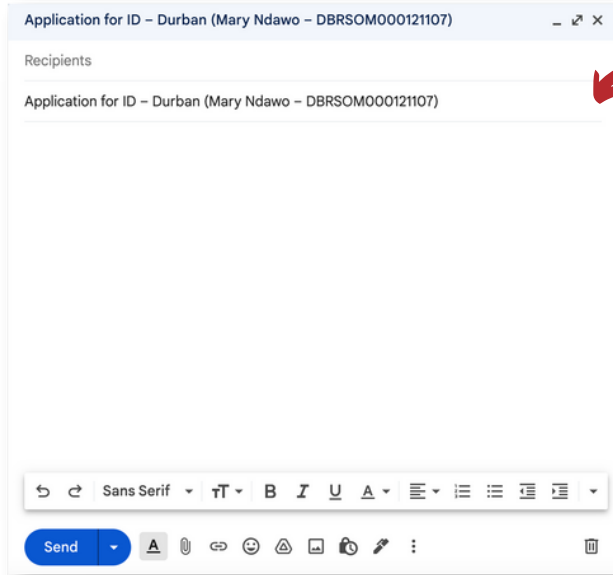 Application for ID – Durban (Mary Ndawo – DBRSOM000121107)
Recipients
Application for ID – Durban (Mary Ndawo – DBRSOM000121107)
Sans Serif
Send